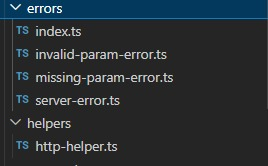 errors
TS index.ts
TS invalid-param-error.ts
TS missing-param-error.ts
TS server-error.ts
helpers
TS http-helper.ts